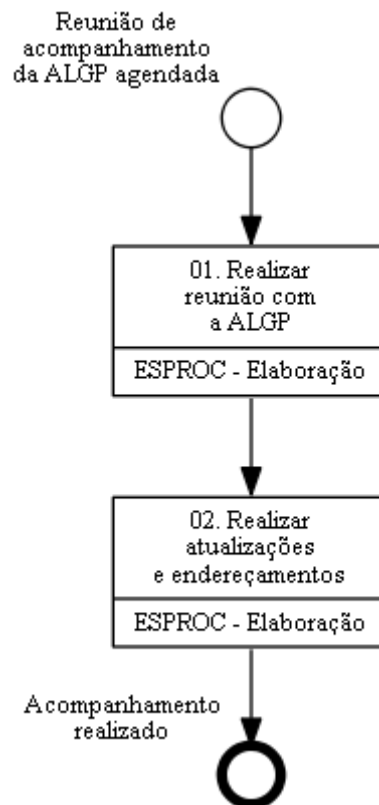 Reunião de
acompanhamento
da ALGP agendada
01. Realizar
reunião com
a ALGP
ESPROC - Elaboração
02. Realizar
atualizações
e endereçamentos
ESPROC - Elaboração
Acompanhamento
realizado